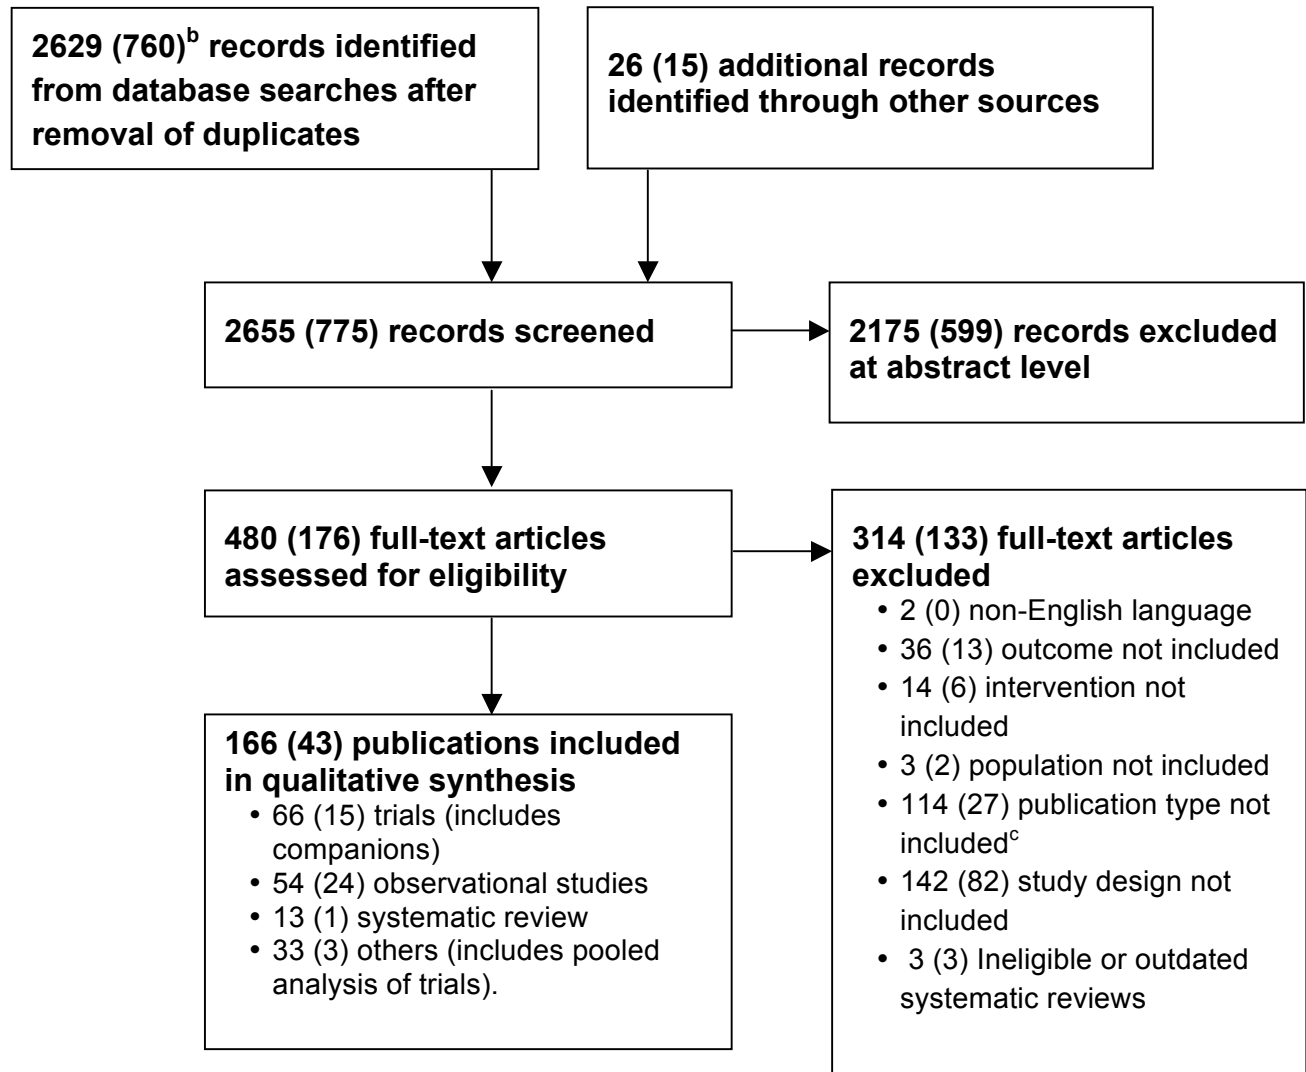 2629 (760)b records identified
from database searches after
removal of duplicates
26 (15) additional records
identified through other sources
2655 (775) records screened
2175 (599) records excluded
at abstract level
480 (176) full-text articles
assessed for eligibility
314 (133) full-text articles
excluded
• 2 (0) non-English language
• 36 (13) outcome not included
• 14 (6) intervention not
included
• 3 (2) population not included
• 114 (27) publication type not
includedc
• 142 (82) study design not
included
• 3 (3) Ineligible or outdated
systematic reviews
166 (43) publications included
in qualitative synthesis
• 66 (15) trials (includes
companions)
• 54 (24) observational studies
• 13 (1) systematic review
• 33 (3) others (includes pooled
analysis of trials).